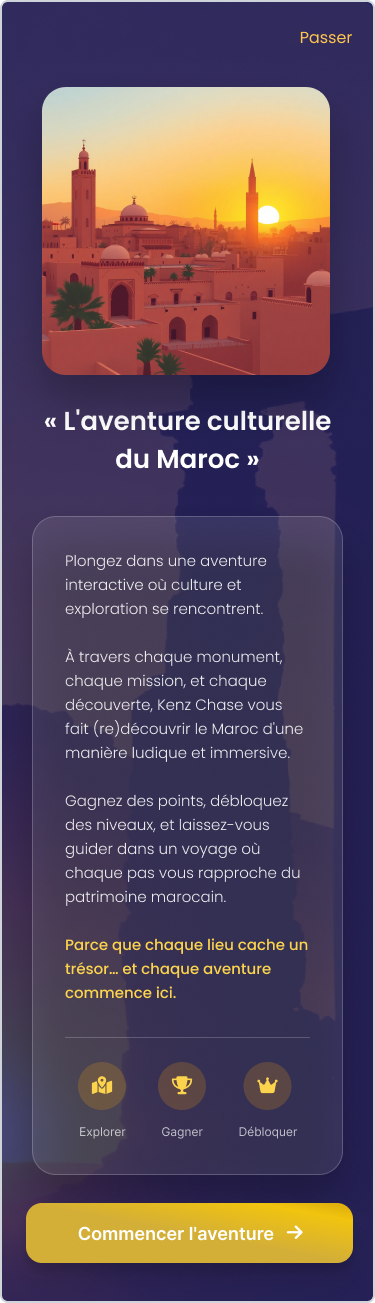 Passer
« L'aventure culturelle
du Maroc »
Plongez dans une aventure
interactive où culture et
exploration se rencontrent.
À travers chaque monument,
chaque mission, et chaque
découverte, Kenz Chase vous
fait (re)découvrir le Maroc d'une
manière ludique et immersive.
Gagnez des points, débloquez
des niveaux, et laissez-vous
guider dans un voyage où
chaque pas vous rapproche du
patrimoine marocain.
Parce que chaque lieu cache un
trésor... et chaque aventure
commence ici.
Explorer Gagner Débloquer
Commencer l'aventure →